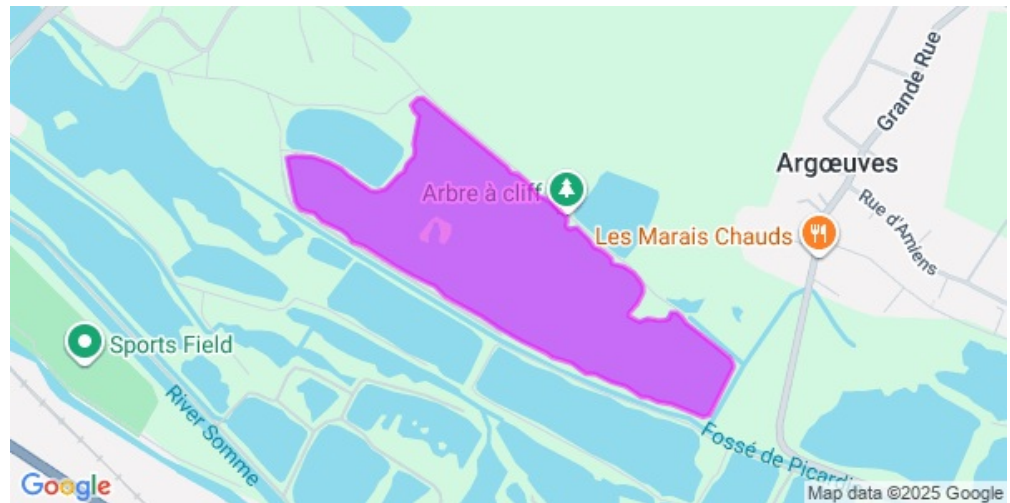 Grande Rue
Argœuves
Arbre à cliff
Rue d'Amiens
Les Marais Chauds
Sports Field
River Somme
Fossé de Picardie
Google
Map data ©2025 Google